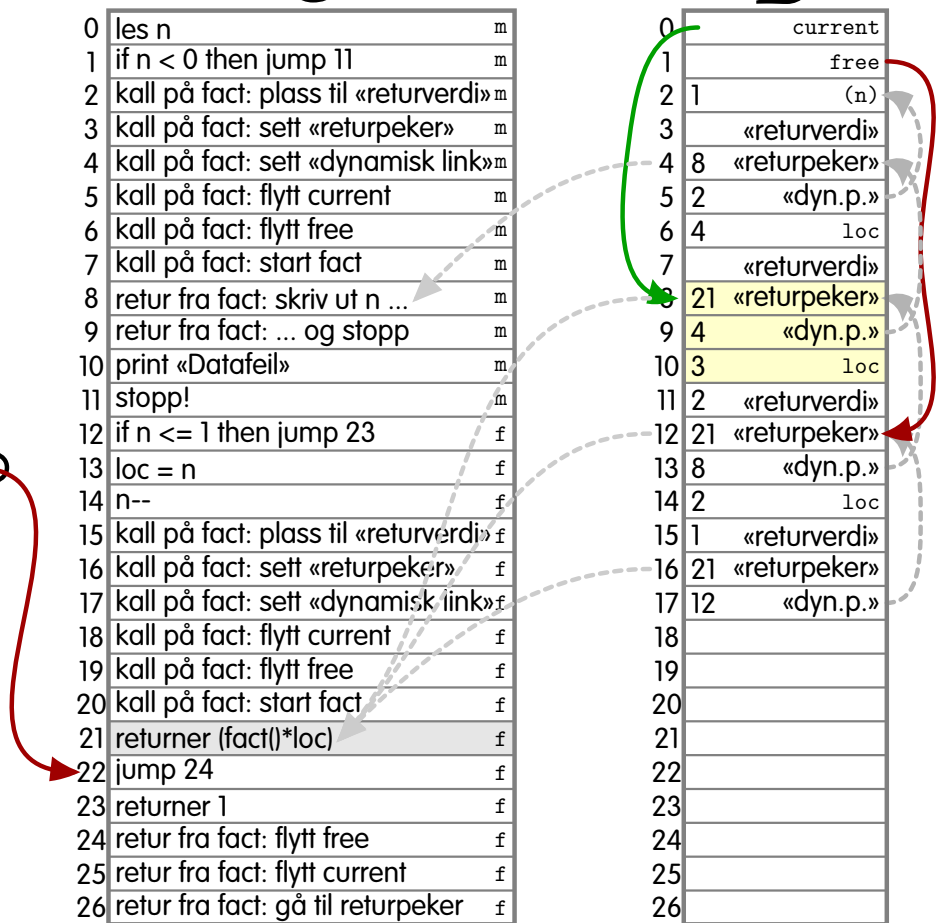 0 les n m
1 if n < 0 then jump 11 m
2 kall på fact: plass til «returverdi» m
3 kall på fact: sett «returpeker» m
4 kall på fact: sett «dynamisk link» m
5 kall på fact: flytt current m
6 kall på fact: flytt free m
7 kall på fact: start fact m
8 retur fra fact: skriv ut n ... m
9 retur fra fact: ... og stopp m
10 print «Datafeil» m
11 stopp! m
12 if n <= 1 then jump 23 f
13 loc = n f
14 n-- f
15 kall på fact: plass til «returverdi» f
16 kall på fact: sett «returpeker» f
17 kall på fact: sett «dynamisk link» f
18 kall på fact: flytt current f
19 kall på fact: flytt free f
20 kall på fact: start fact f
21 returner (fact()*loc) f
22 jump 24 f
23 returner 1 f
24 retur fra fact: flytt free f
25 retur fra fact: flytt current f
26 retur fra fact: gå til returpeker f
0 current
1 free
2 1 (n)
3 «returverdi»
4 8 «returpeker»
5 2 «dyn.p.»
6 4 loc
7 «returverdi»
8 21 «returpeker»
9 4 «dyn.p.»
10 3 loc
11 2 «returverdi»
12 21 «returpeker»
13 8 «dyn.p.»
14 2 loc
15 1 «returverdi»
16 21 «returpeker»
17 12 «dyn.p.»
18
19
20
21
22
23
24
25
26